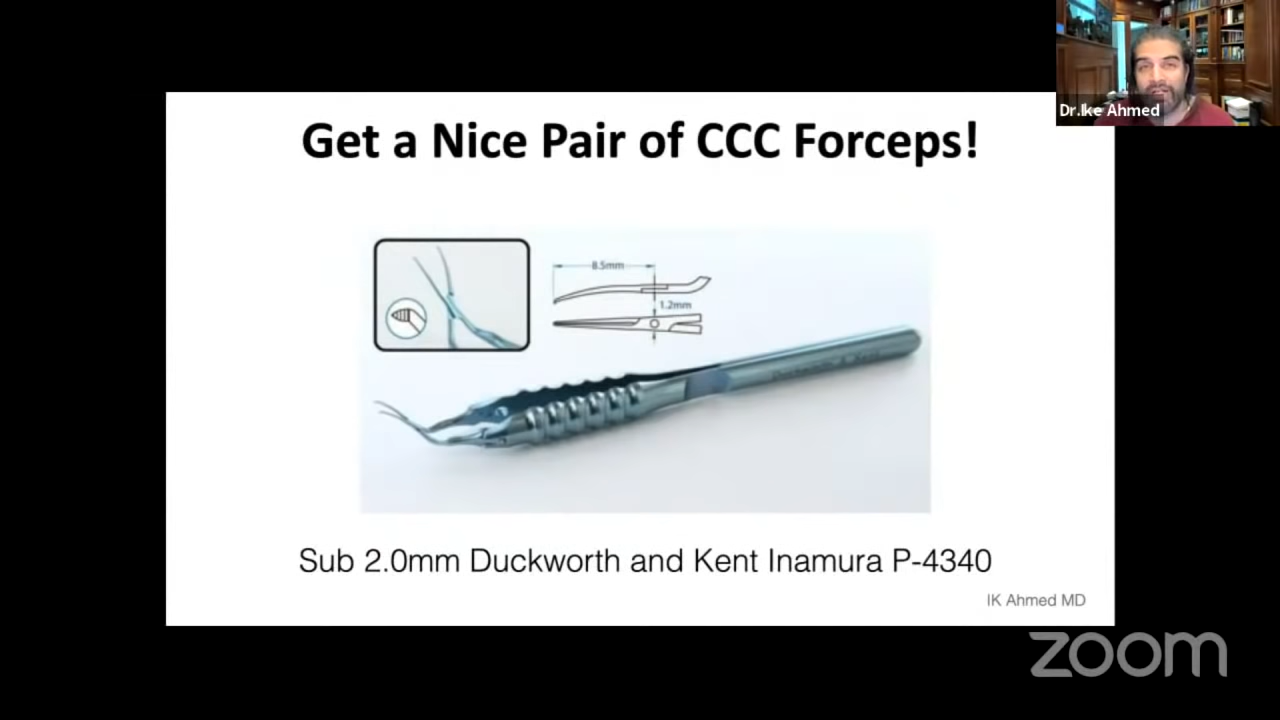 Dr.Ike Ahmed
Get a Nice Pair of CCC Forceps!
8.5mm
1.2mm
Sub 2.0mm Duckworth and Kent Inamura P-4340
IK Ahmed MD
zoom